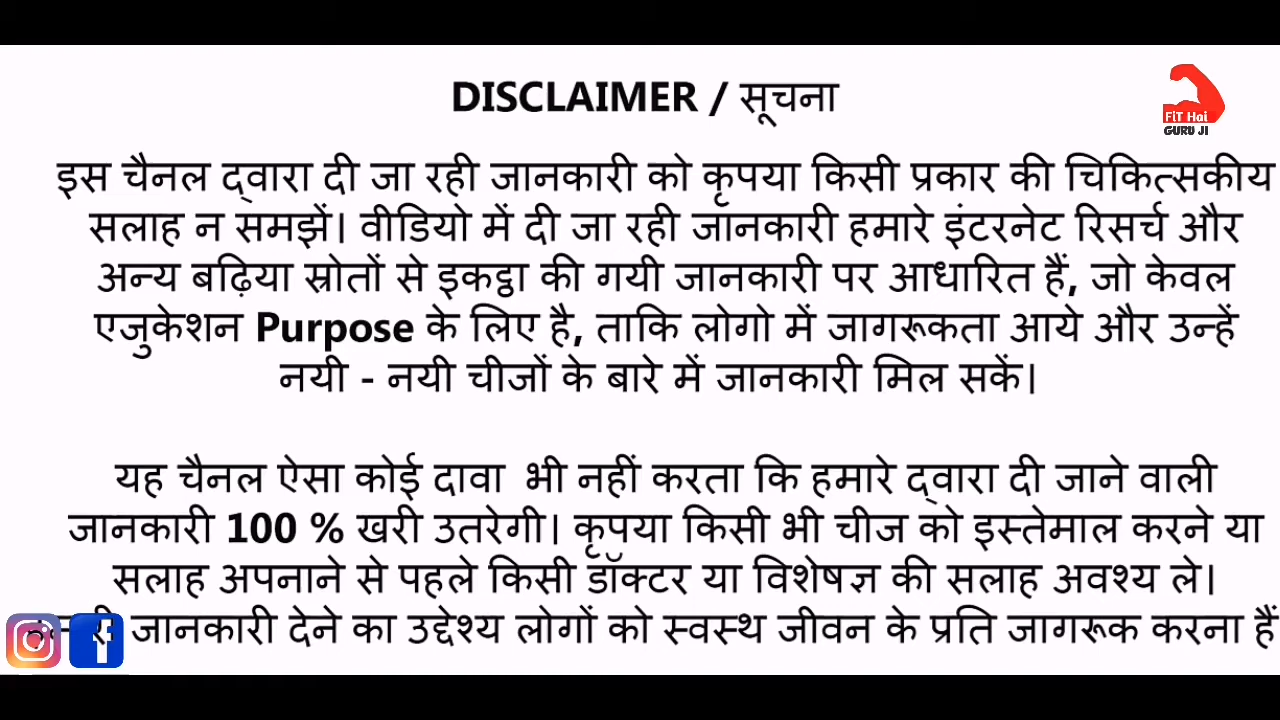 DISCLAIMER / सूचना
FiT Hai
GURU JI
इस चैनल द्वारा दी जा रही जानकारी को कृपया किसी प्रकार की चिकित्सकीय
सलाह न समझें। वीडियो में दी जा रही जानकारी हमारे इंटरनेट रिसर्च और
अन्य बढ़िया स्रोतों से इकट्ठा की गयी जानकारी पर आधारित हैं, जो केवल
एजुकेशन Purpose के लिए है, ताकि लोगो में जागरूकता आये और उन्हें
नयी - नयी चीजों के बारे में जानकारी मिल सकें।
यह चैनल ऐसा कोई दावा भी नहीं करता कि हमारे द्वारा दी जाने वाली
जानकारी 100 % खरी उतरेगी। कृपया किसी भी चीज को इस्तेमाल करने या
सलाह अपनाने से पहले किसी डॉक्टर या विशेषज्ञ की सलाह अवश्य ले।
जानकारी देने का उद्देश्य लोगों को स्वस्थ जीवन के प्रति जागरूक करना हैं